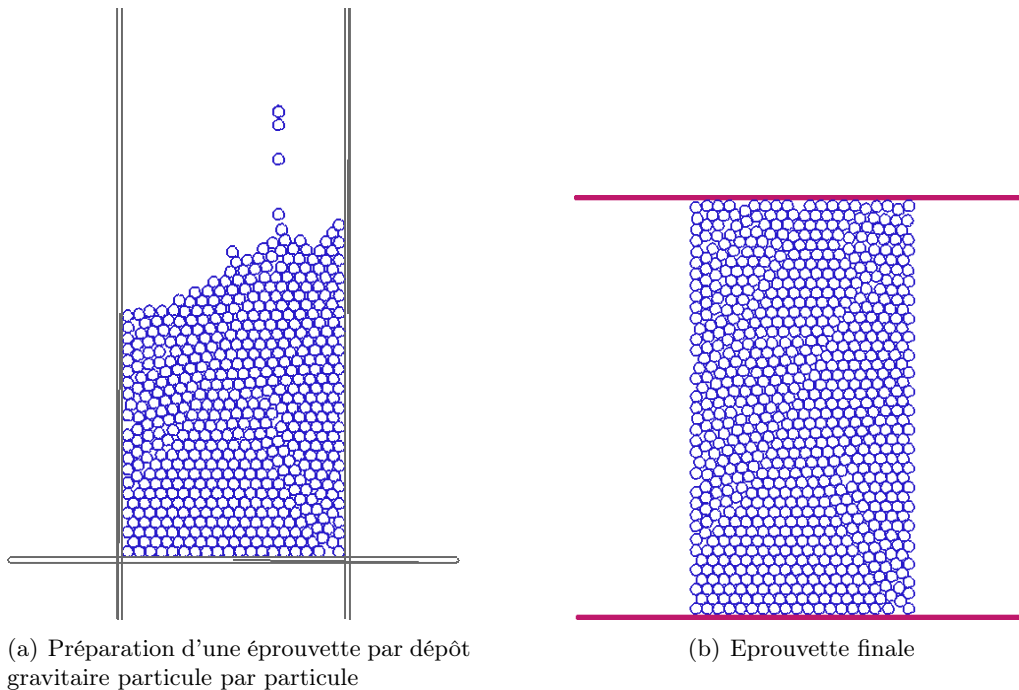 (a) Préparation d'une éprouvette par dépôt
gravitaire particule par particule
(b) Eprouvette finale